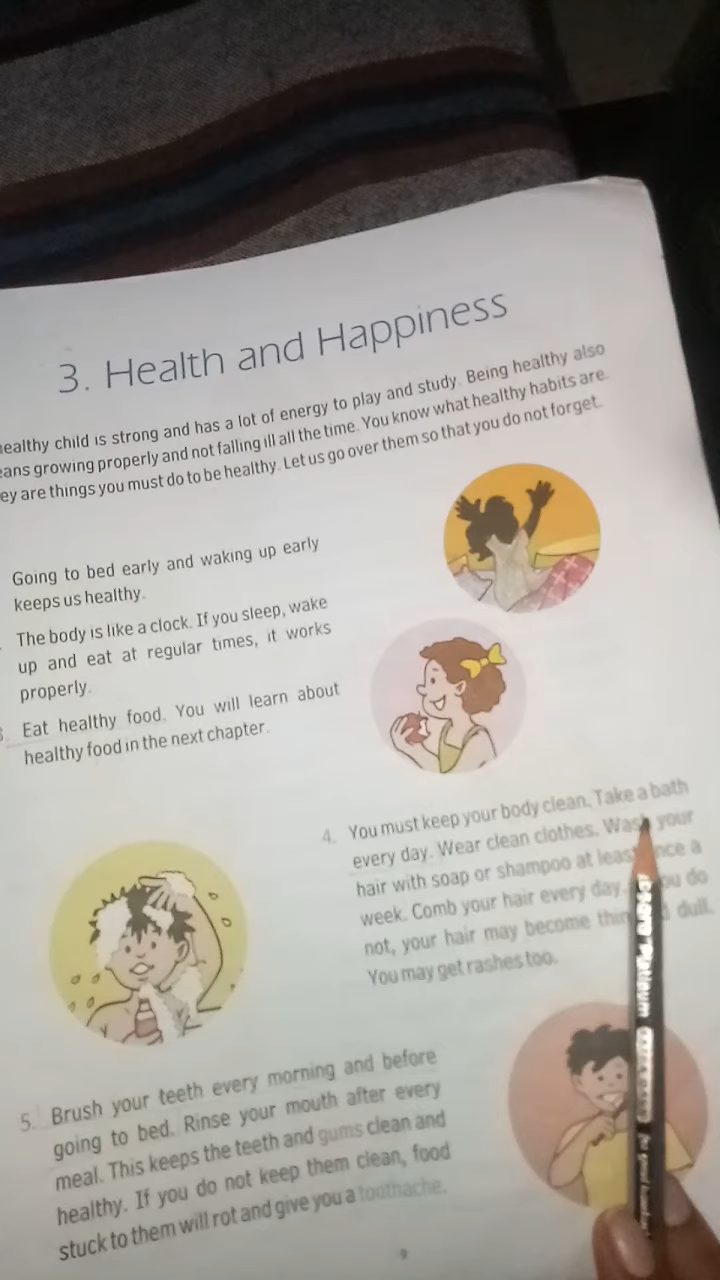 3. Health and Happiness
healthy child is strong and has a lot of energy to play and study. Being healthy also
eans growing properly and not falling ill all the time. You know what healthy habits are.
ey are things you must do to be healthy. Let us go over them so that you do not forget.
Going to bed early and waking up early
keeps us healthy.
The body is like a clock. If you sleep, wake
up and eat at regular times, it works
properly.
Eat healthy food. You will learn about
healthy food in the next chapter.
4. You must keep your body clean. Take a bath
every day. Wear clean clothes. Wash your
hair with soap or shampoo at least once a
week. Comb your hair every day. you do
not, your hair may become thin dull.
You may get rashes too.
5. Brush your teeth every morning and before
going to bed. Rinse your mouth after every
meal. This keeps the teeth and gums clean and
healthy. If you do not keep them clean, food
stuck to them will rot and give you a toothache.
9
Platinum